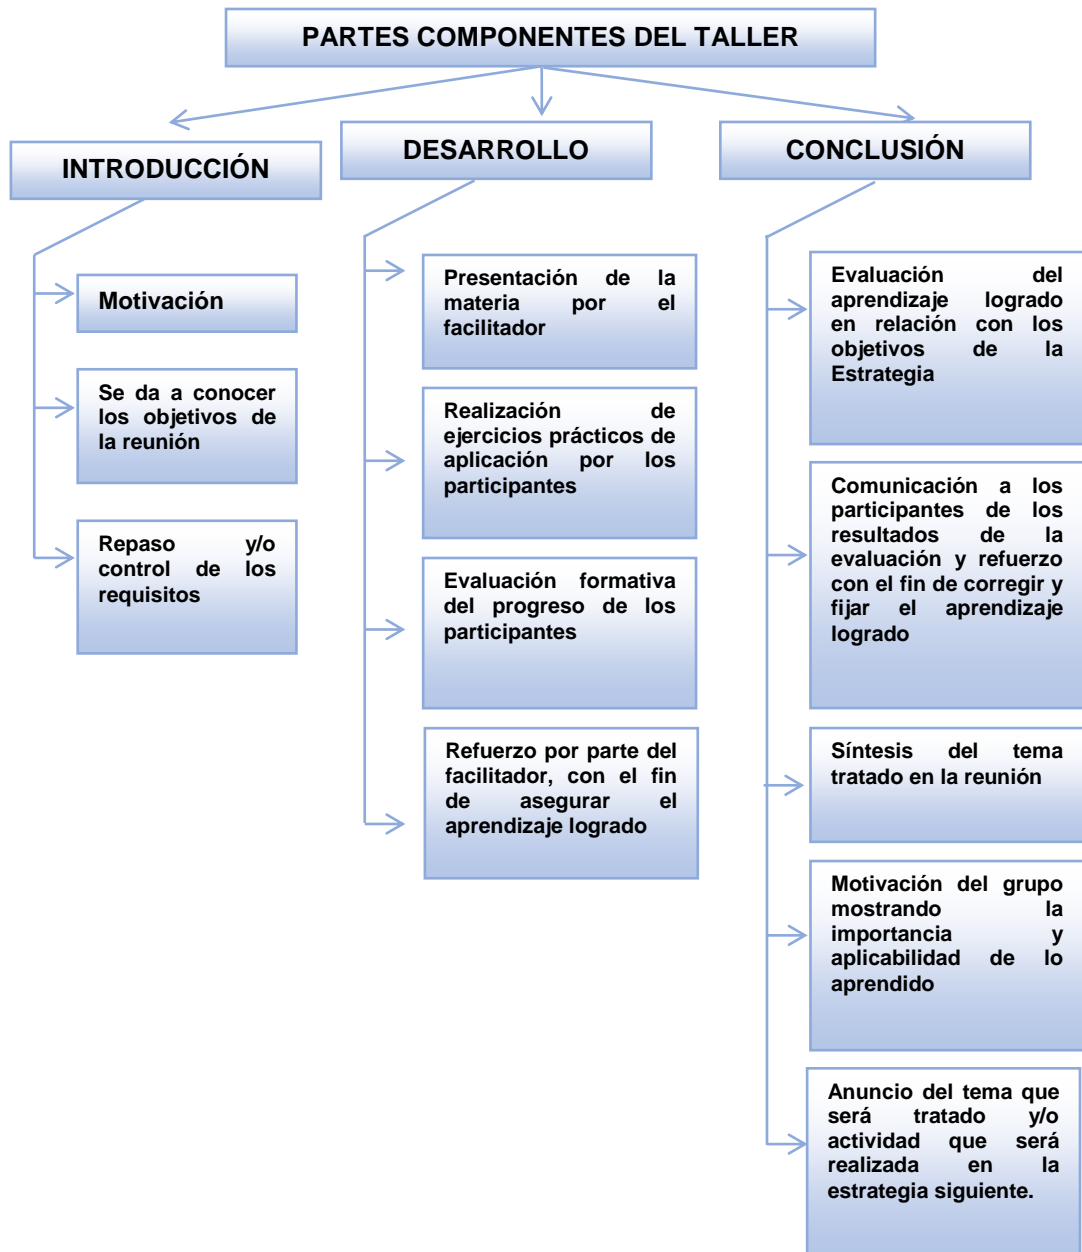 PARTES COMPONENTES DEL TALLER
INTRODUCCIÓN
Motivación
Se da a conocer
los objetivos de
la reunión
Repaso y/o
control de los
requisitos
DESARROLLO
Presentación de la
materia por el
facilitador
Realización de
ejercicios prácticos de
aplicación por los
participantes
Evaluación formativa
del progreso de los
participantes
Refuerzo por parte del
facilitador, con el fin
de asegurar el
aprendizaje logrado
CONCLUSIÓN
Evaluación del
aprendizaje logrado
en relación con los
objetivos de la
Estrategia
Comunicación a los
participantes de los
resultados de la
evaluación y refuerzo
con el fin de corregir y
fijar el aprendizaje
logrado
Síntesis del tema
tratado en la reunión
Motivación del grupo
mostrando la
importancia y
aplicabilidad de lo
aprendido
Anuncio del tema que
será tratado y/o
actividad que será
realizada en la
estrategia siguiente.